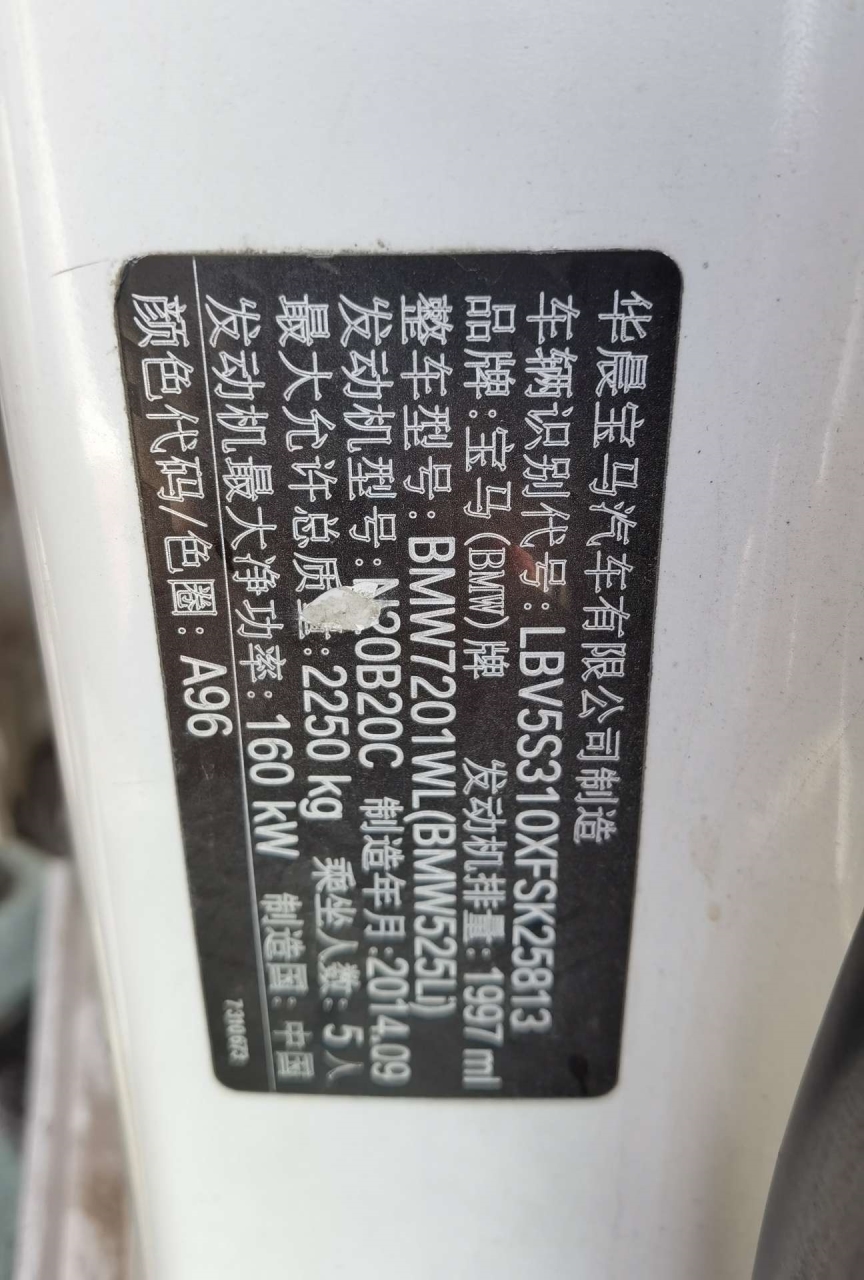 华晨宝马汽车有限公司制造
车辆识别代号:LBV5S310XFSK25813
品牌:宝马(BMW)牌 发动机排量:1997 ml
整车型号:BMW7201WL(BMW525Li)
发动机型号:N20B20C 制造年月:2014.09
最大允许总质量:2250 kg 乘坐人数:5人
发动机最大净功率:160 kW 制造国:中国
颜色代码/色圈:A96
7310673